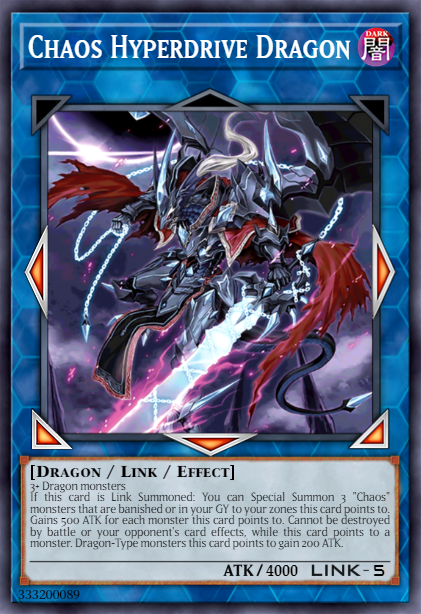 Chaos Hyperdrive Dragon
DARK
闇
[Dragon / Link / Effect]
3+ Dragon monsters
If this card is Link Summoned: You can Special Summon 3 "Chaos"
monsters that are banished or in your GY to your zones this card points to.
Gains 500 ATK for each monster this card points to. Cannot be destroyed
by battle or your opponent's card effects, while this card points to a
monster. Dragon-Type monsters this card points to gain 200 ATK.
ATK / 4000 LINK-5
333200089